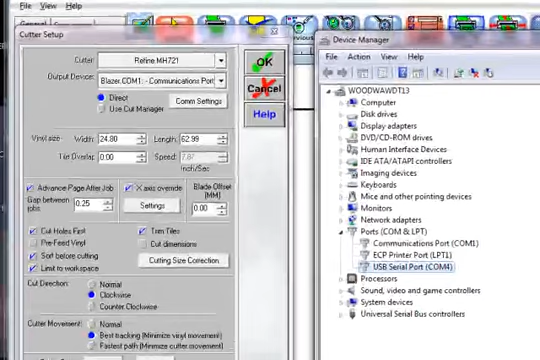 File View Help
Cutter Setup
Cutter: Refine.MH721
Output Device: Blazer.COM1: - Communications Port
Direct
Use Cut Manager
Comm Settings
OK
Cancel
Help
Vinyl size: Width: 24.80 Length: 62.99
Tile Overlap: 0.00 Speed: 7.87
Inch/Sec
Advance Page After Job
Gap between jobs: 0.25
X axis override
Settings
Blade Offset [MM]
0.00
Cut Holes First
Pre-Feed Vinyl
Sort before cutting
Limit to workspace
Trim Tiles
Cut dimensions
Cutting Size Correction
Cut Direction:
Normal
Clockwise
Counter Clockwise
Cutter Movement:
Normal
Best tracking (Minimize vinyl movement)
Fastest path (Minimize cutter movement)
Device Manager
File Action View Help
WOODWAWDT13
Computer
Disk drives
Display adapters
DVD/CD-ROM drives
Human Interface Devices
IDE ATA/ATAPI controllers
Imaging devices
Keyboards
Mice and other pointing devices
Monitors
Network adapters
Ports (COM & LPT)
Communications Port (COM1)
ECP Printer Port (LPT1)
USB Serial Port (COM4)
Processors
Sound, video and game controllers
System devices
Universal Serial Bus controllers